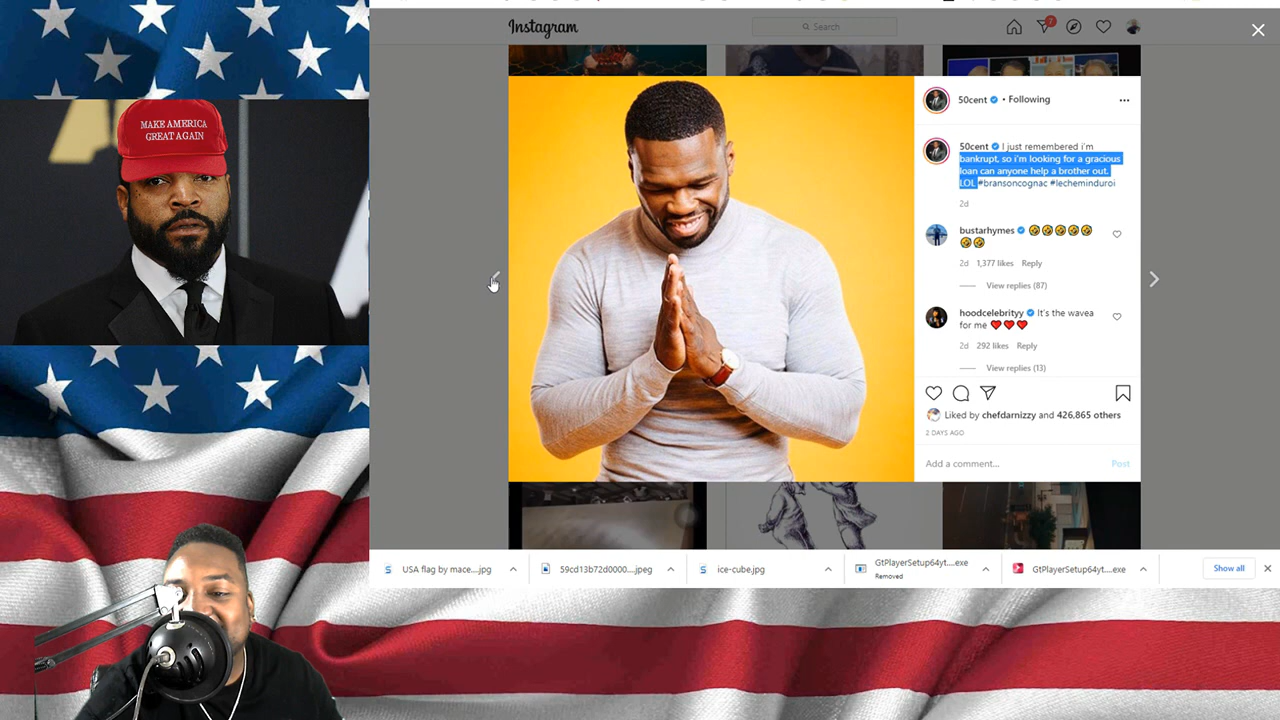 MAKE AMERICA
GREAT AGAIN
Instagram
Search
7
50cent • Following
50cent I just remembered i'm
bankrupt, so i'm looking for a gracious
loan can anyone help a brother out.
LOL #bransoncognac #lecheminduroi
2d
bustarhymes 🤣🤣🤣🤣🤣
🤣🤣
2d 1,377 likes Reply
View replies (87)
hoodcelebrityy It's the wavea
for me ❤️❤️❤️
2d 292 likes Reply
View replies (13)
Liked by chefdarnizzy and 426,865 others
2 DAYS AGO
Add a comment... Post
USA flag by mace....jpg
59cd13b72d0000....jpeg
ice-cube.jpg
GtPlayerSetup64yt....exe
Removed
GtPlayerSetup64yt....exe
Show all